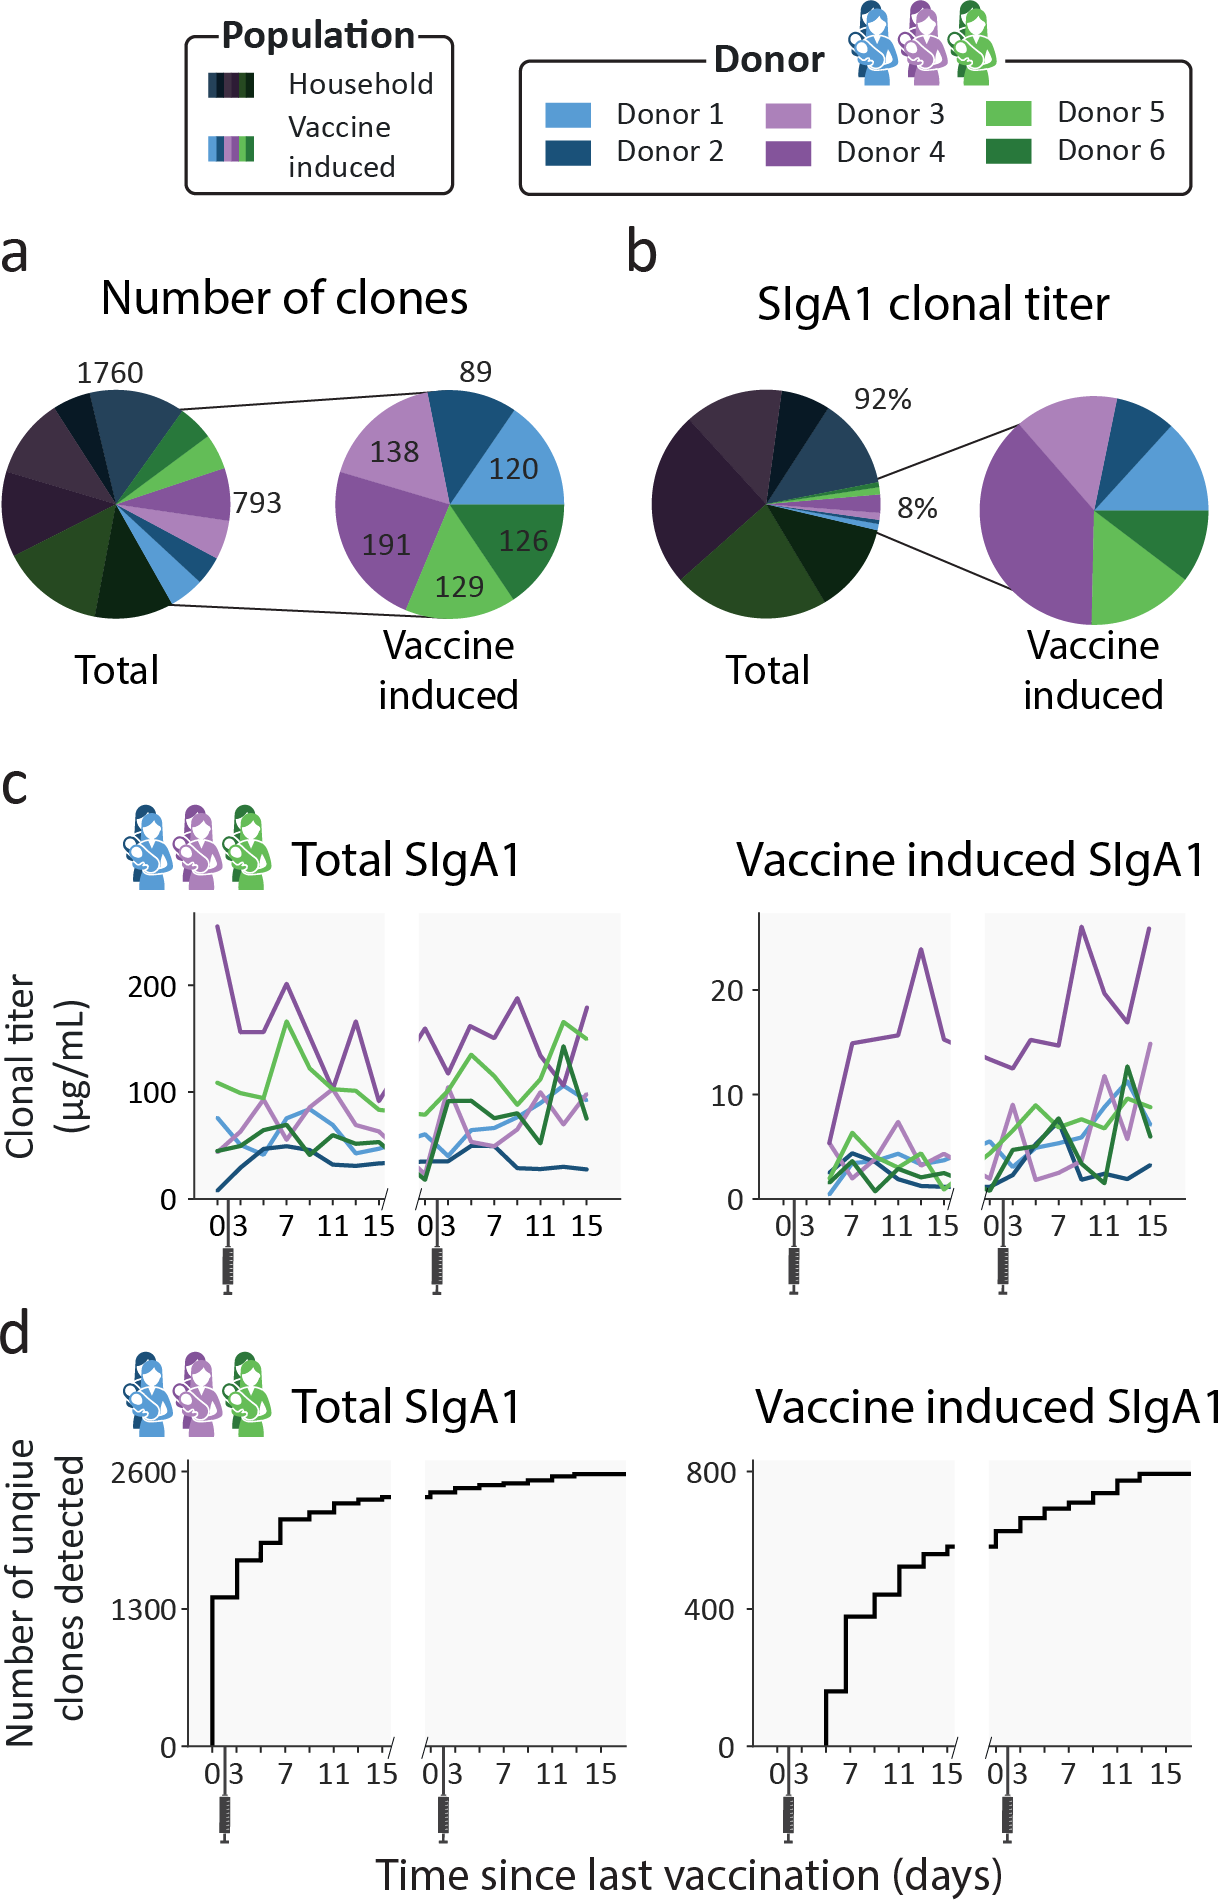 Population
Household
Vaccine
induced
Donor
Donor 1
Donor 3
Donor 5
Donor 2
Donor 4
Donor 6
a
b
Number of clones
SIgA1 clonal titer
1760
89
92%
138
120
793
8%
191
126
129
Total
Vaccine
induced
Total
Vaccine
induced
c
Total SIgA1
Vaccine induced SIgA1
Clonal titer
(µg/mL)
200
100
0
0 3 7 11 15
0 3 7 11 15
20
10
0
0 3 7 11 15
0 3 7 11 15
d
Total SIgA1
Vaccine induced SIgA1
Number of unqiue
clones detected
2600
1300
0
0 3 7 11 15
0 3 7 11 15
800
400
0
0 3 7 11 15
0 3 7 11 15
Time since last vaccination (days)